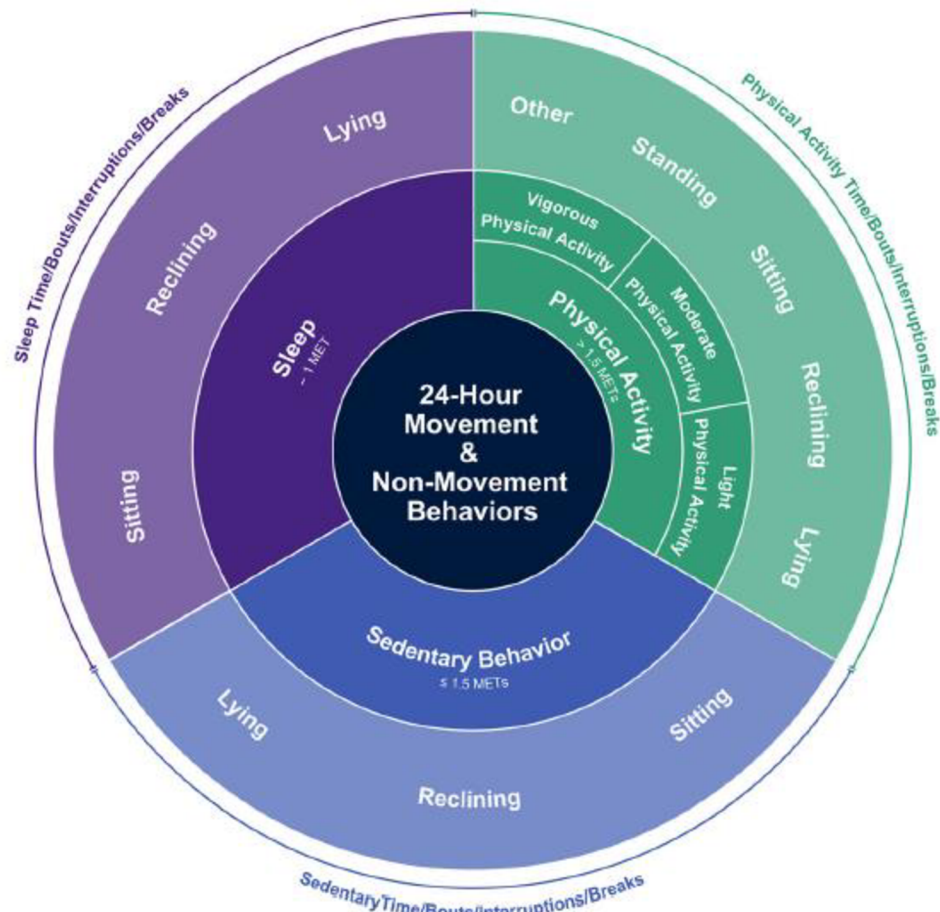 24-Hour
Movement
&
Non-Movement
Behaviors
Sleep
~ 1 MET
Lying
Reclining
Sitting
Sleep Time/Bouts/Interruptions/Breaks
Physical Activity
> 1.5 METs
Vigorous
Physical Activity
Moderate
Physical Activity
Light
Physical Activity
Other
Standing
Sitting
Reclining
Lying
Physical Activity Time/Bouts/Interruptions/Breaks
Sedentary Behavior
≤ 1.5 METs
Lying
Reclining
Sitting
SedentaryTime/Bouts/Interruptions/Breaks